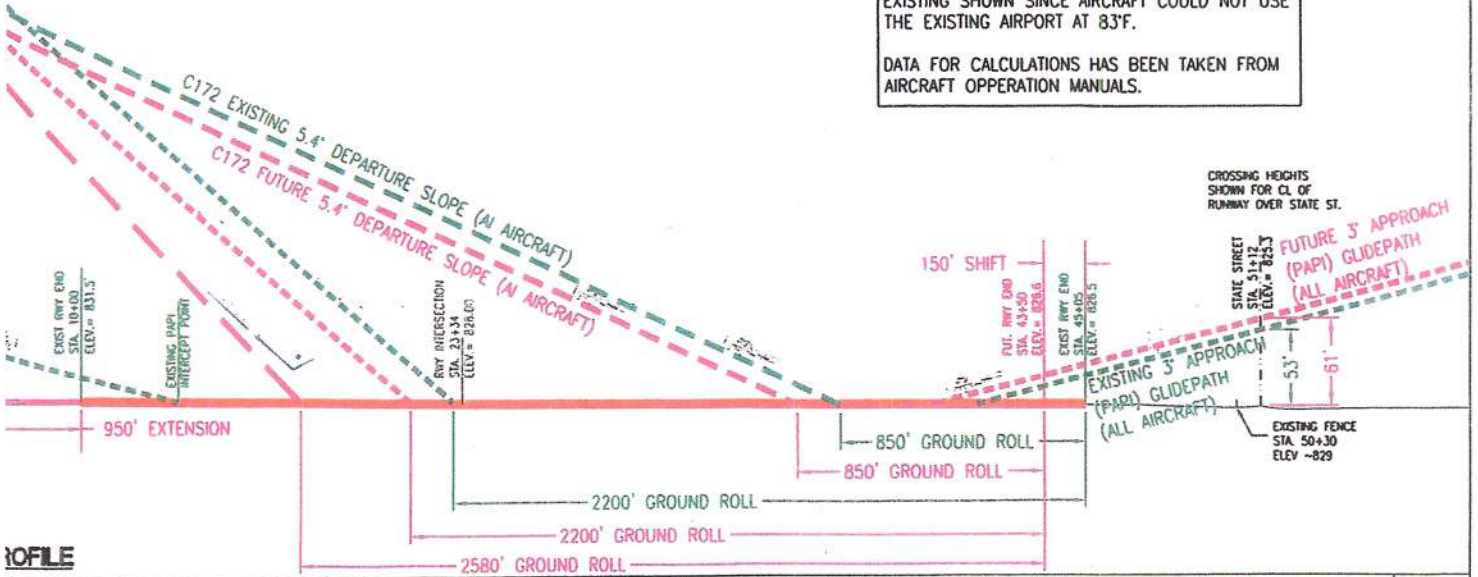 EXISTING SHOWN SINCE AIRCRAFT COULD NOT USE
THE EXISTING AIRPORT AT 83°F.
DATA FOR CALCULATIONS HAS BEEN TAKEN FROM
AIRCRAFT OPPERATION MANUALS.
C172 EXISTING 5.4° DEPARTURE SLOPE (AI AIRCRAFT)
C172 FUTURE 5.4° DEPARTURE SLOPE (AI AIRCRAFT)
CROSSING HEIGHTS
SHOWN FOR CL OF
RUNWAY OVER STATE ST.
FUTURE 3° APPROACH
(PAPI) GLIDEPATH
(ALL AIRCRAFT)
STATE STREET
STA. 51+12
ELEV.= 825.3'
150' SHIFT
EXIST RWY END
STA. 10+00
ELEV.= 831.5'
EXISTING PAPI
INTERCEPT POINT
RWY INTERSECTION
STA. 23+34
ELEV.= 828.00
FUT. RWY END
STA. 43+50
ELEV.= 826.6
EXIST RWY END
STA. 45+05
ELEV.= 826.5
EXISTING 3° APPROACH
(PAPI) GLIDEPATH
(ALL AIRCRAFT)
53'
61'
950' EXTENSION
850' GROUND ROLL
850' GROUND ROLL
EXISTING FENCE
STA. 50+30
ELEV ~829
2200' GROUND ROLL
2200' GROUND ROLL
2580' GROUND ROLL
ROFILE